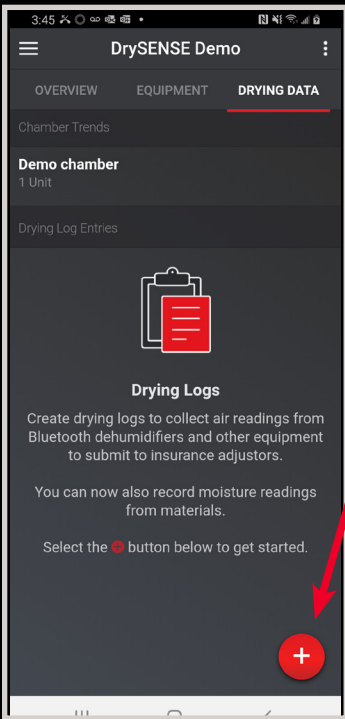 3:45
DrySENSE Demo
OVERVIEW EQUIPMENT DRYING DATA
Chamber Trends
Demo chamber
1 Unit
Drying Log Entries
Drying Logs
Create drying logs to collect air readings from
Bluetooth dehumidifiers and other equipment
to submit to insurance adjustors.
You can now also record moisture readings
from materials.
Select the button below to get started.